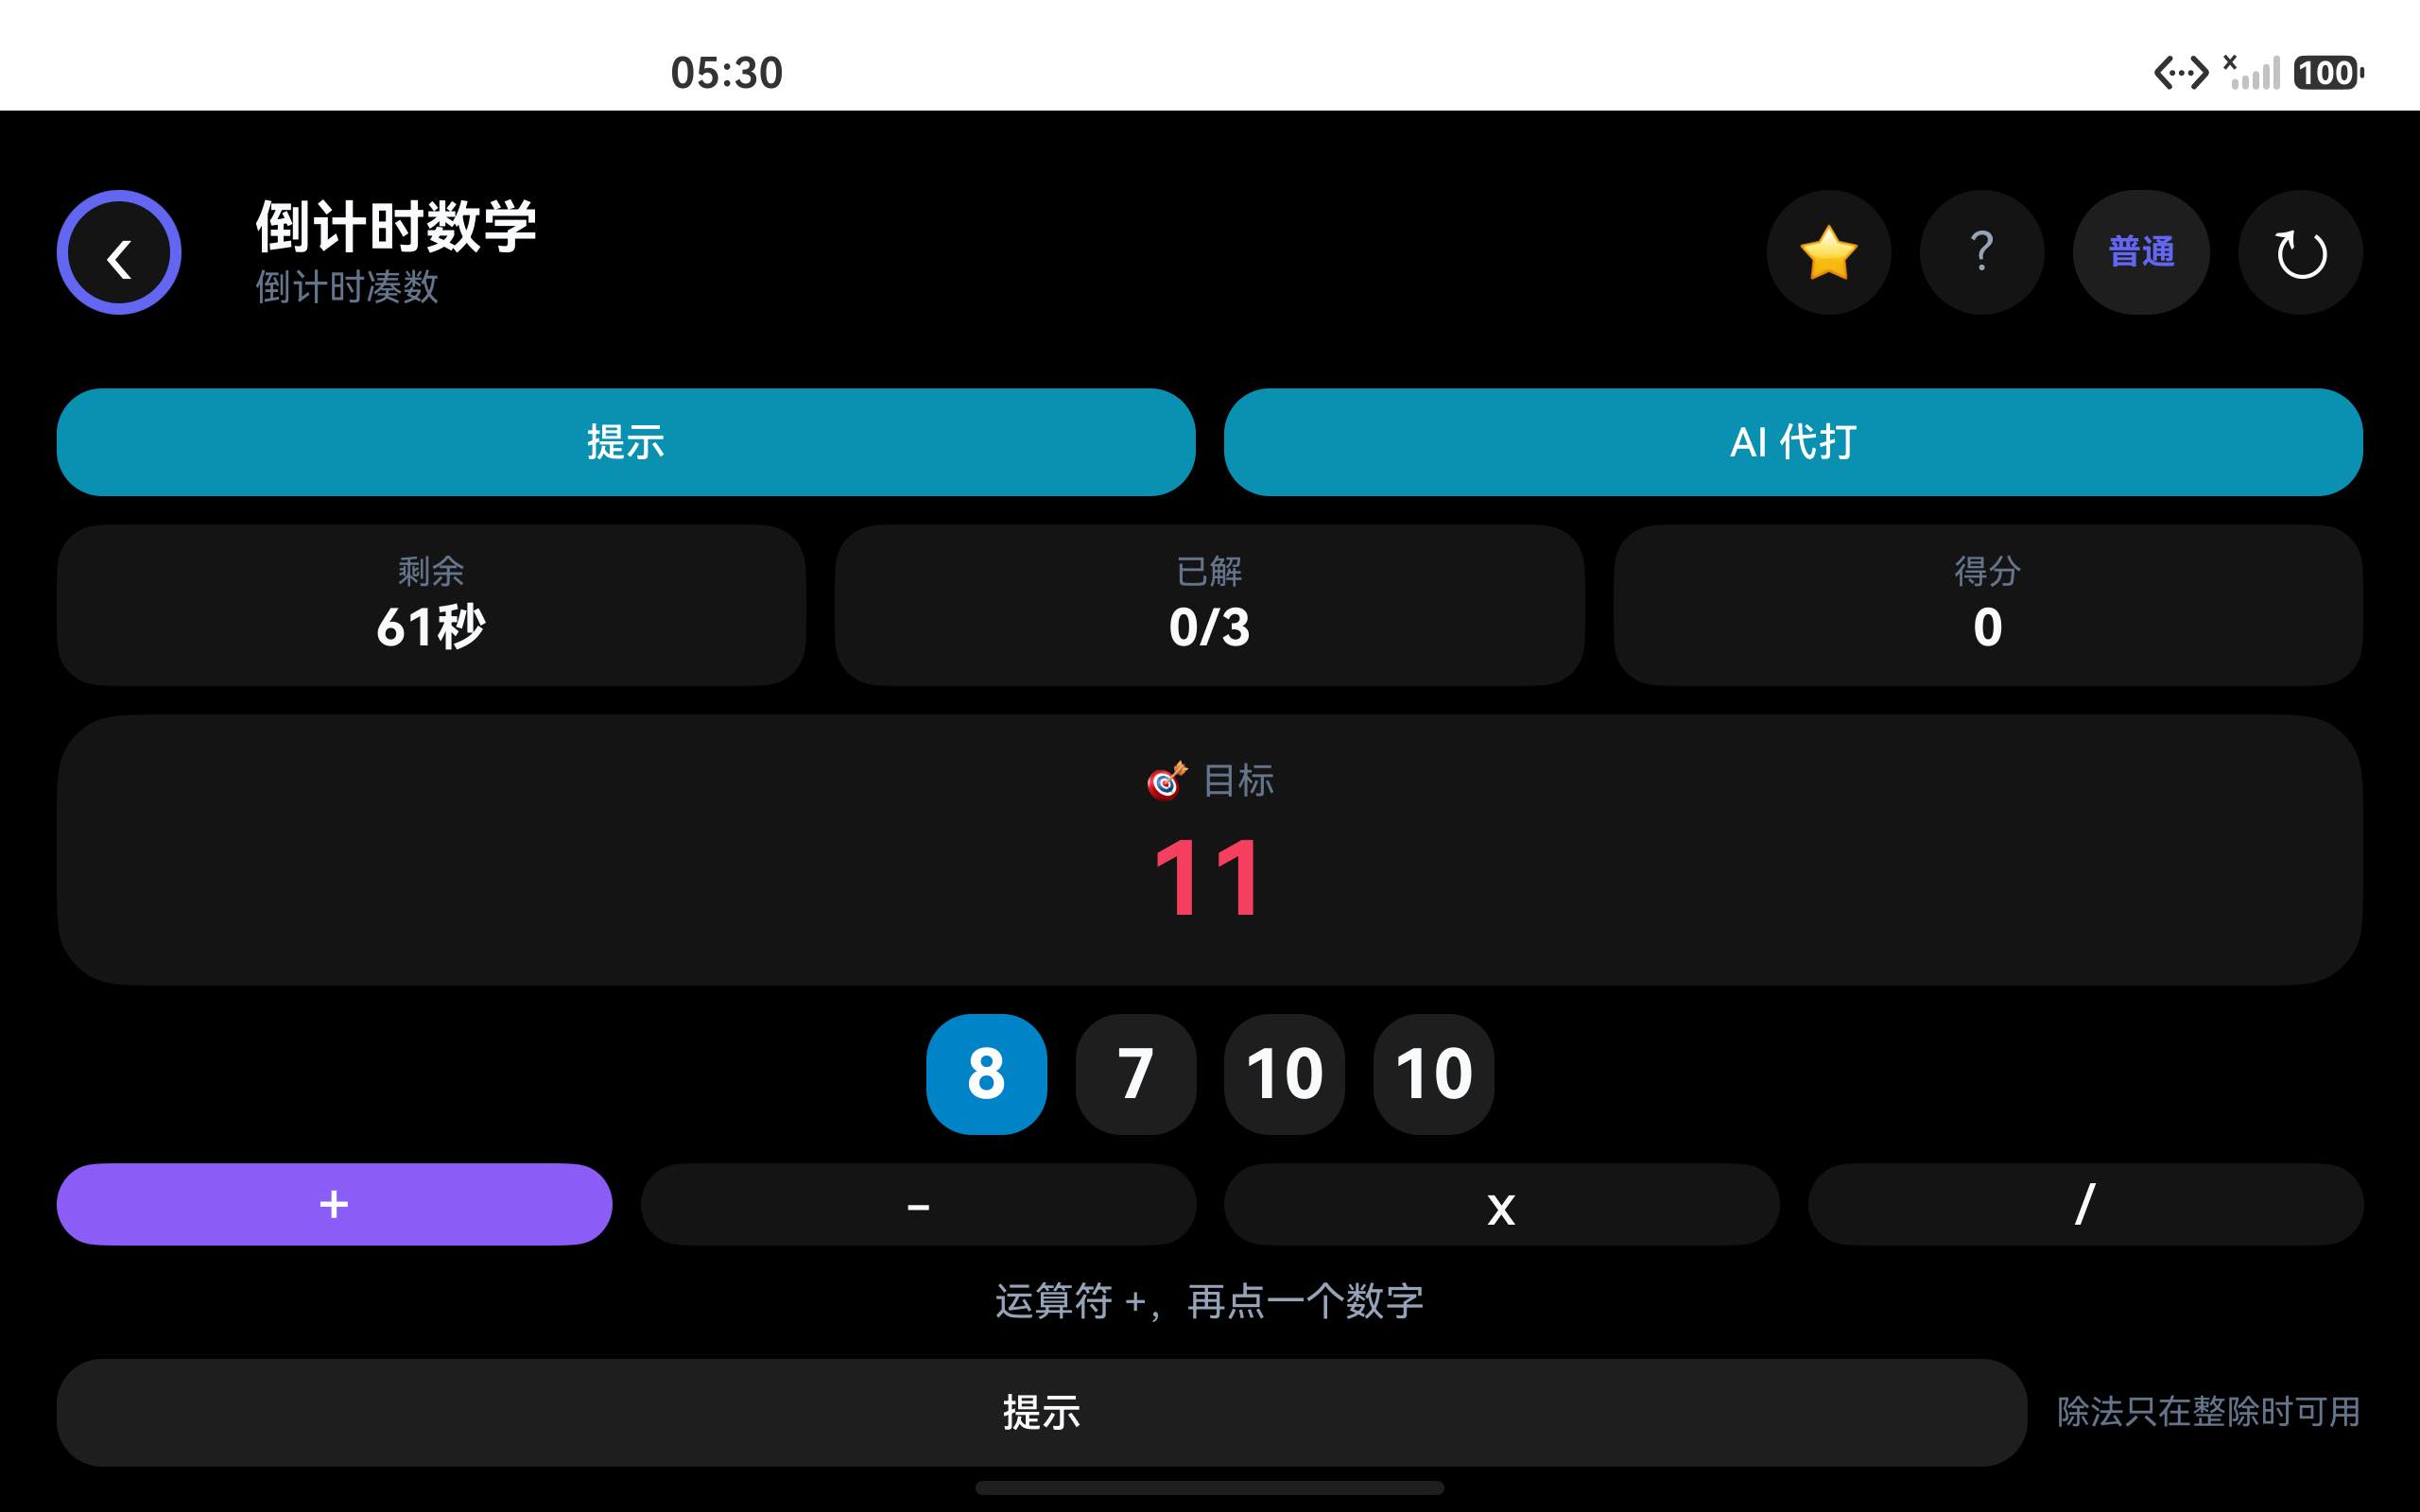 05:30
100
倒计时数学
倒计时凑数
?
普通
提示
AI 代打
剩余
61秒
已解
0/3
得分
0
目标
11
8 7 10 10
+ - x /
运算符 +，再点一个数字
提示
除法只在整除时可用